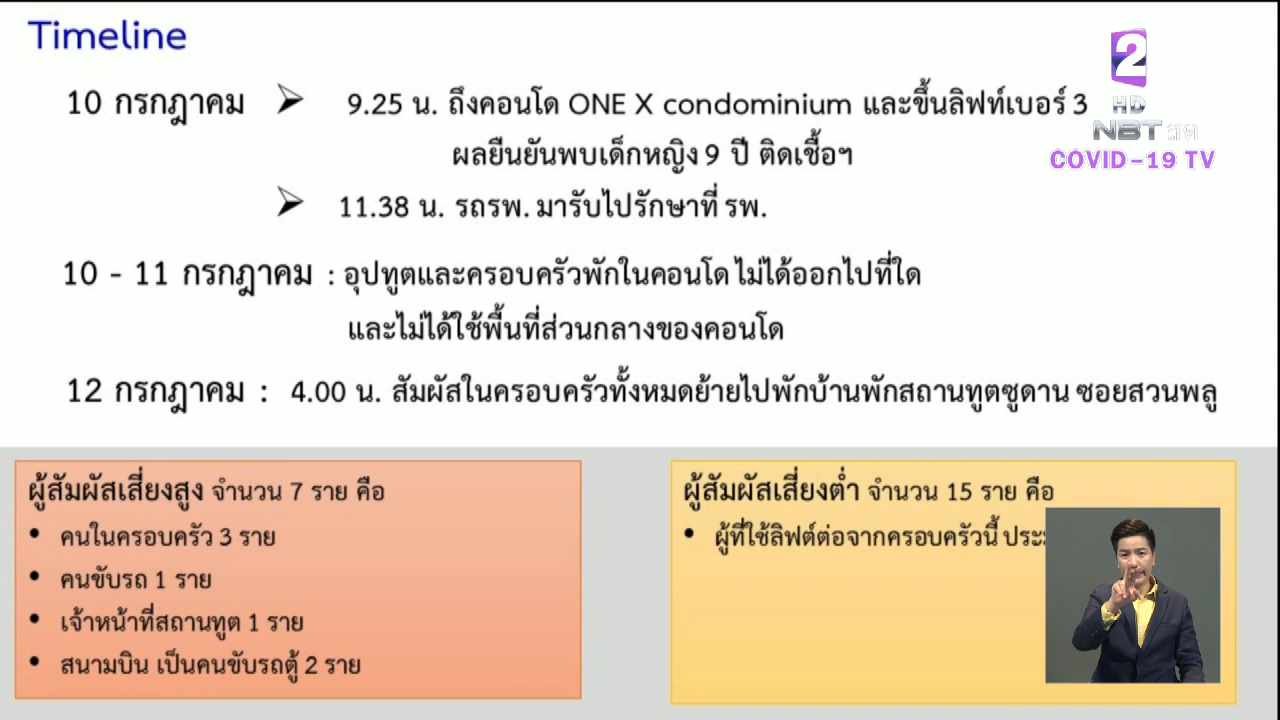 Timeline
10 กรกฎาคม ➢ 9.25 น. ถึงคอนโด ONE X condominium และขึ้นลิฟท์เบอร์ 3
ผลยืนยันพบเด็กหญิง 9 ปี ติดเชื้อฯ
➢ 11.38 น. รถรพ. มารับไปรักษาที่ รพ.
10 - 11 กรกฎาคม : อุปทูตและครอบครัวพักในคอนโด ไม่ได้ออกไปที่ใด
และไม่ได้ใช้พื้นที่ส่วนกลางของคอนโด
12 กรกฎาคม : 4.00 น. สัมผัสในครอบครัวทั้งหมดย้ายไปพักบ้านพักสถานทูตซูดาน ซอยสวนพลู
2
HD
NBT สด
COVID-19 TV
ผู้สัมผัสเสี่ยงสูง จำนวน 7 ราย คือ
• คนในครอบครัว 3 ราย
• คนขับรถ 1 ราย
• เจ้าหน้าที่สถานทูต 1 ราย
• สนามบิน เป็นคนขับรถตู้ 2 ราย
ผู้สัมผัสเสี่ยงต่ำ จำนวน 15 ราย คือ
• ผู้ที่ใช้ลิฟต์ต่อจากครอบครัวนี้